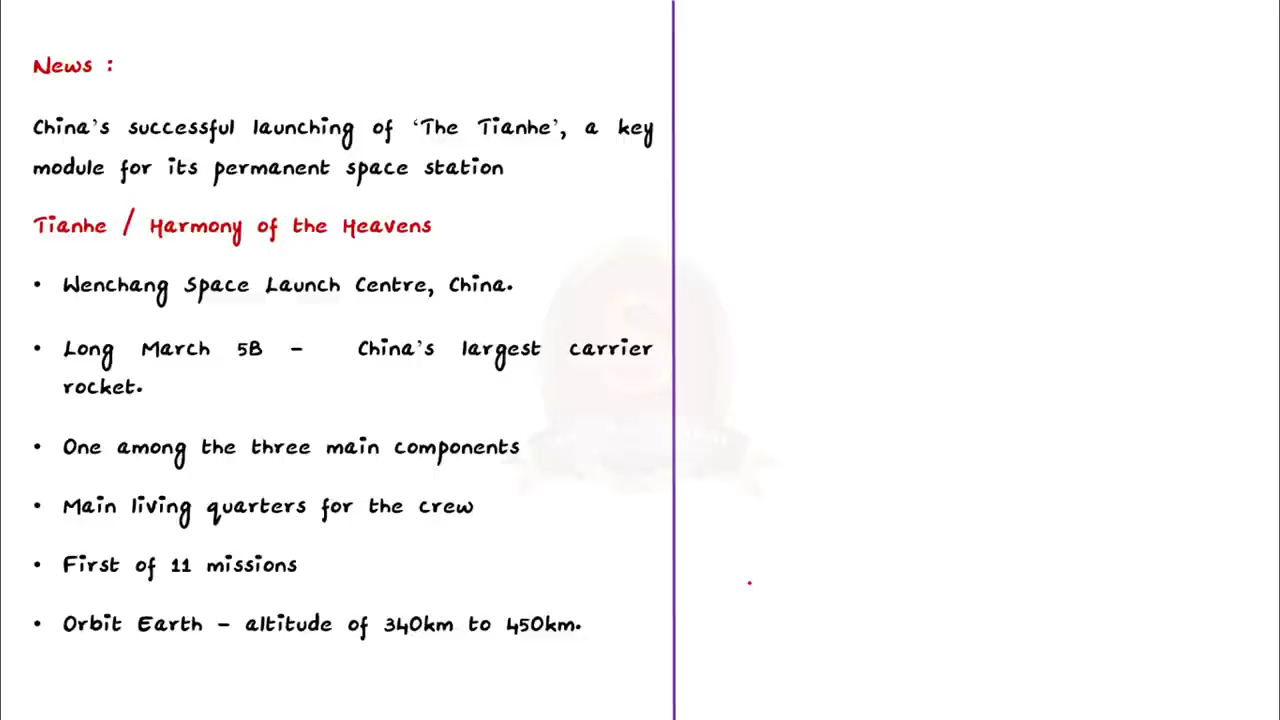 News :
China's successful launching of 'The Tianhe', a key
module for its permanent space station
Tianhe / Harmony of the Heavens
• Wenchang Space Launch Centre, China.
• Long March 5B – China's largest carrier
rocket.
• One among the three main components
• Main living quarters for the crew
• First of 11 missions
• Orbit Earth – altitude of 340km to 450km.